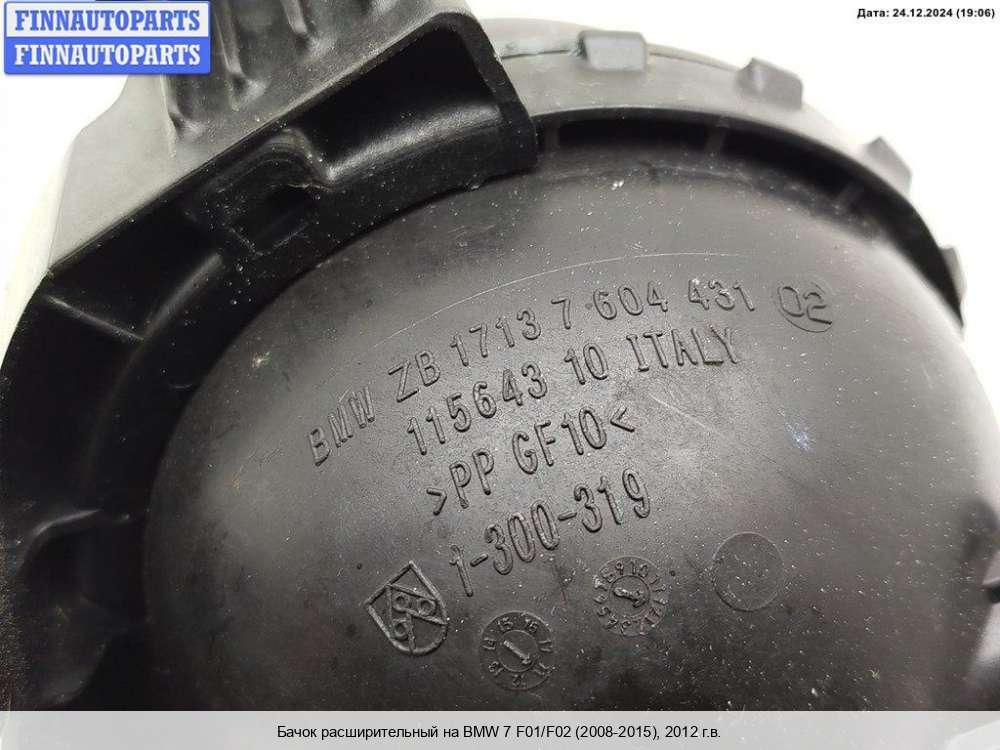 FINNAUTOPARTS
FINNAUTOPARTS
Дата: 24.12.2024 (19:06)
BMW ZB 1713 7 604 431 02
115643 10 ITALY
>PP GF10<
1-300-319
Бачок расширительный на BMW 7 F01/F02 (2008-2015), 2012 г.в.